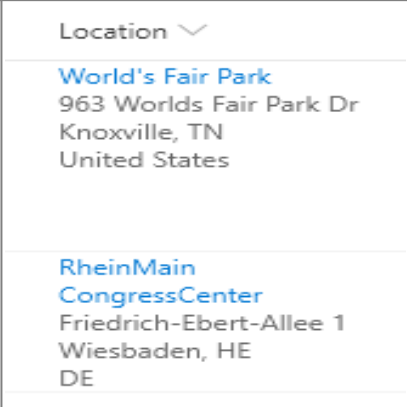 Location
World's Fair Park
963 Worlds Fair Park Dr
Knoxville, TN
United States
RheinMain
CongressCenter
Friedrich-Ebert-Allee 1
Wiesbaden, HE
DE